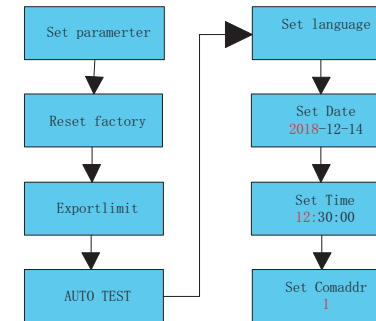 Set paramerter
Reset factory
Exportlimit
AUTO TEST
Set language
Set Date
2018-12-14
Set Time
12:30:00
Set Comaddr
1